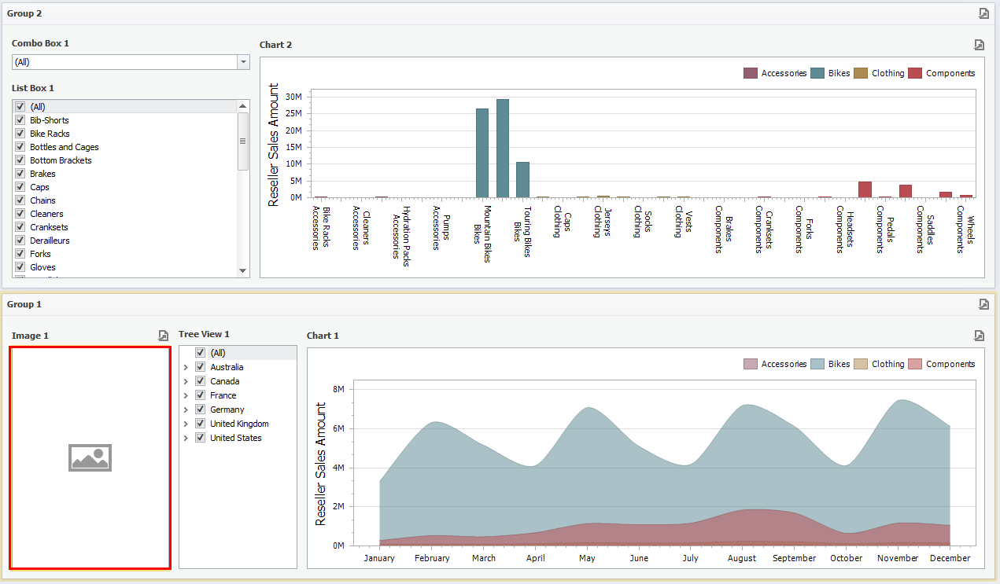 Group 2
Combo Box 1
(All)
List Box 1
(All)
Bib-Shorts
Bike Racks
Bottles and Cages
Bottom Brackets
Brakes
Caps
Chains
Cleaners
Cranksets
Derailleurs
Forks
Gloves
Chart 2
Accessories Bikes Clothing Components
Reseller Sales Amount
30M
25M
20M
15M
10M
5M
0M
Bike Racks
Accessories
Cleaners
Accessories
Hydration Packs
Accessories
Pumps
Accessories
Mountain Bikes
Bikes
Touring Bikes
Bikes
Caps
Clothing
Jerseys
Clothing
Socks
Clothing
Vests
Clothing
Brakes
Components
Cranksets
Components
Forks
Components
Headsets
Components
Pedals
Components
Saddles
Components
Wheels
Components
Group 1
Image 1
Tree View 1
(All)
Australia
Canada
France
Germany
United Kingdom
United States
Chart 1
Accessories Bikes Clothing Components
Reseller Sales Amount
8M
6M
4M
2M
0M
January February March April May June July August September October November December